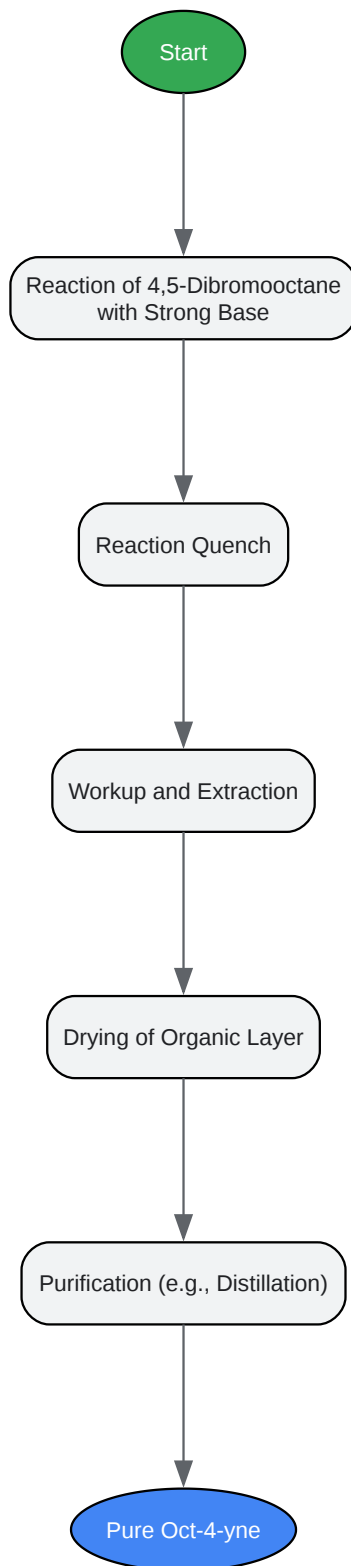 Start
Reaction of 4,5-Dibromooctane
with Strong Base
Reaction Quench
Workup and Extraction
Drying of Organic Layer
Purification (e.g., Distillation)
Pure Oct-4-yne